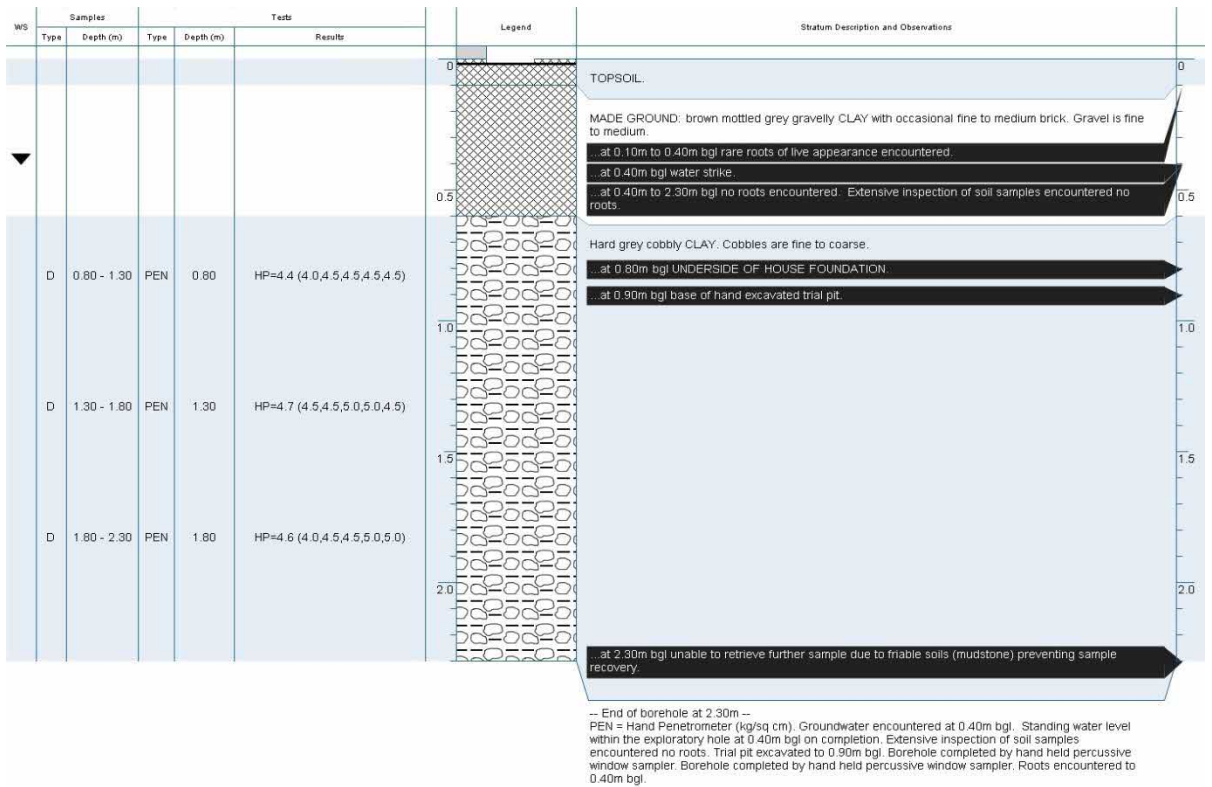 WS
Samples
Tests
Legend
Stratum Description and Observations
Type
Depth (m)
Type
Depth (m)
Results
0
0
TOPSOIL.
MADE GROUND: brown mottled grey gravelly CLAY with occasional fine to medium brick. Gravel is fine
to medium.
...at 0.10m to 0.40m bgl rare roots of live appearance encountered.
...at 0.40m bgl water strike.
...at 0.40m to 2.30m bgl no roots encountered. Extensive inspection of soil samples encountered no
roots.
0.5
0.5
Hard grey cobbly CLAY. Cobbles are fine to coarse.
D 0.80 - 1.30 PEN 0.80 HP=4.4 (4.0,4.5,4.5,4.5,4.5)
...at 0.80m bgl UNDERSIDE OF HOUSE FOUNDATION.
...at 0.90m bgl base of hand excavated trial pit.
1.0
1.0
D 1.30 - 1.80 PEN 1.30 HP=4.7 (4.5,4.5,5.0,5.0,4.5)
1.5
1.5
D 1.80 - 2.30 PEN 1.80 HP=4.6 (4.0,4.5,4.5,5.0,5.0)
2.0
2.0
...at 2.30m bgl unable to retrieve further sample due to friable soils (mudstone) preventing sample
recovery.
-- End of borehole at 2.30m --
PEN = Hand Penetrometer (kg/sq cm). Groundwater encountered at 0.40m bgl. Standing water level
within the exploratory hole at 0.40m bgl on completion. Extensive inspection of soil samples
encountered no roots. Trial pit excavated to 0.90m bgl. Borehole completed by hand held percussive
window sampler. Borehole completed by hand held percussive window sampler. Roots encountered to
0.40m bgl.